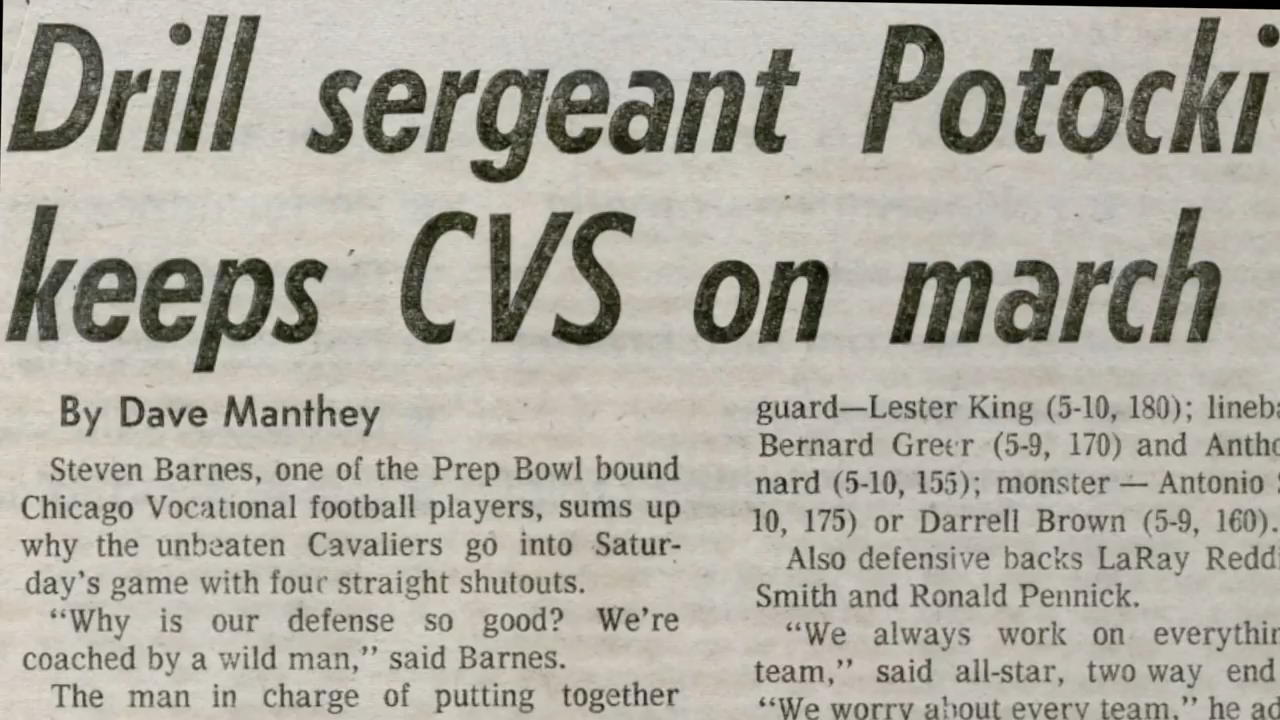 Drill sergeant Potocki
keeps CVS on march
By Dave Manthey
Steven Barnes, one of the Prep Bowl bound
Chicago Vocational football players, sums up
why the unbeaten Cavaliers go into Satur-
day's game with four straight shutouts.
"Why is our defense so good? We're
coached by a wild man," said Barnes.
The man in charge of putting together
guard—Lester King (5-10, 180);
Bernard Greer (5-9, 170) and
nard (5-10, 155); monster — Antonio
10, 175) or Darrell Brown (5-9, 160).
Also defensive backs LaRay
Smith and Ronald Pennick.
"We always work on
team," said all-star, two way end
"We worry about every team," he